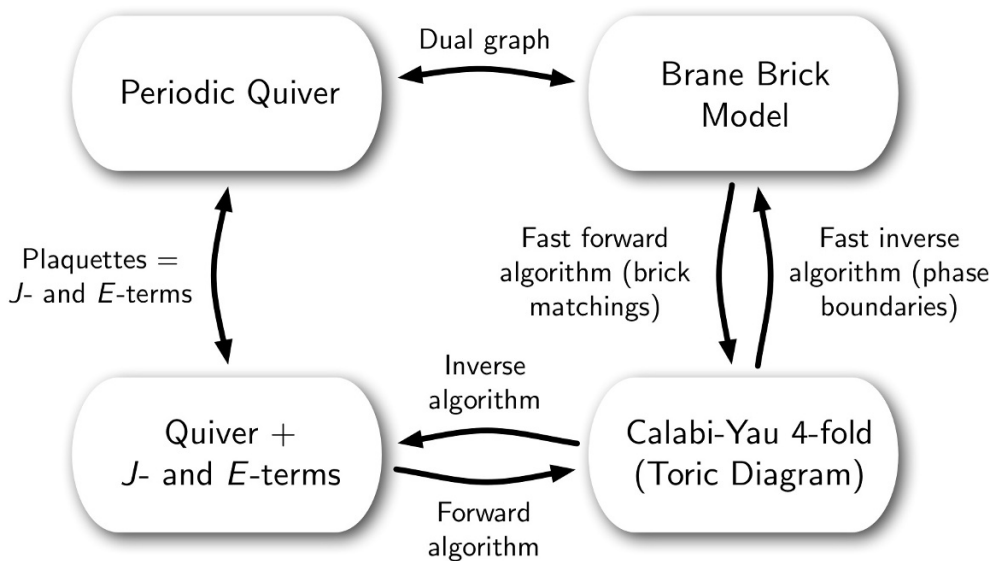 Dual graph
Periodic Quiver
Brane Brick
Model
Plaquettes =
J- and E-terms
Fast forward
algorithm (brick
matchings)
Fast inverse
algorithm (phase
boundaries)
Inverse
algorithm
Quiver +
J- and E-terms
Calabi-Yau 4-fold
(Toric Diagram)
Forward
algorithm